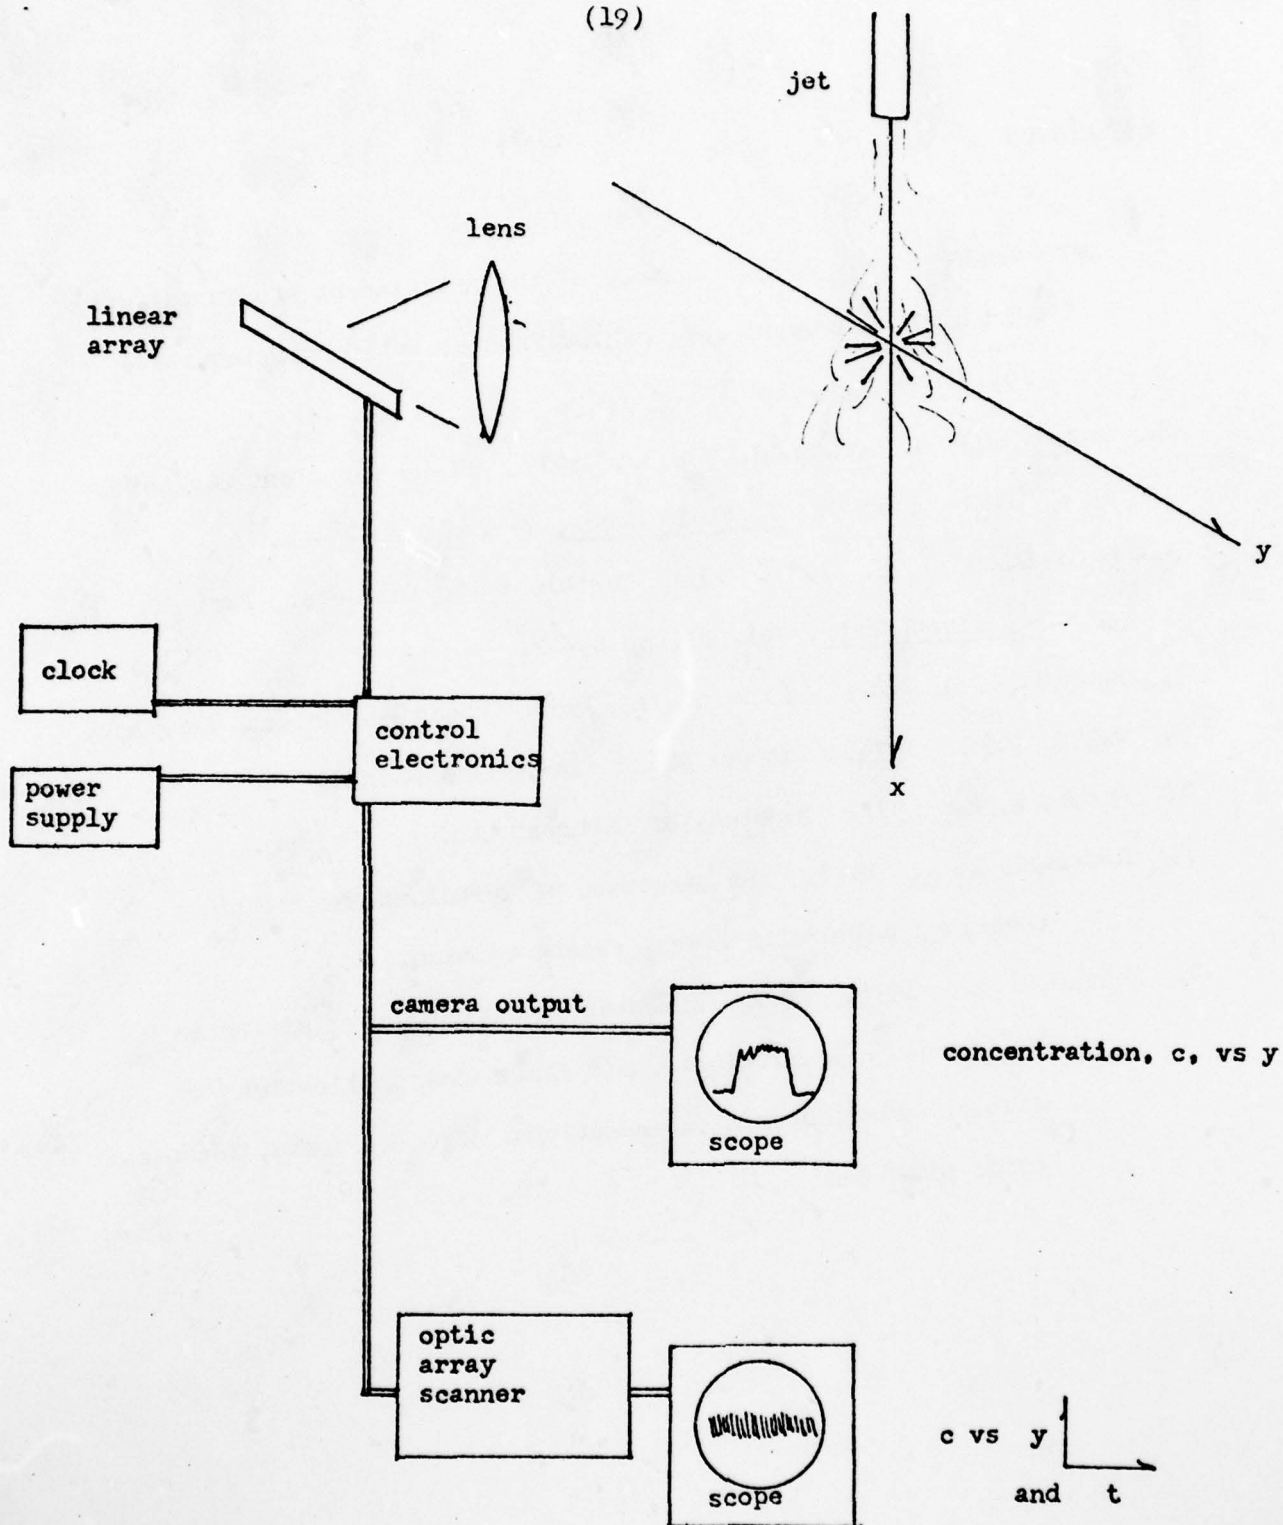 (19)
jet
lens
linear
array
y
clock
control
electronics
power
supply
x
camera output
concentration, c, vs y
scope
optic
array
scanner
c vs y
and t
scope